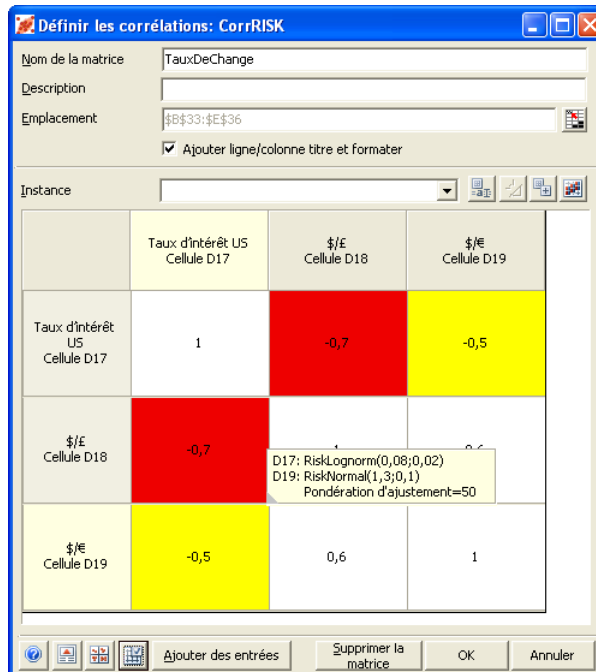 Définir les corrélations: CorrRISK
Nom de la matrice TauxDeChange
Description
Emplacement $B$33:$E$36
Ajouter ligne/colonne titre et formater
Instance
Taux d'intérêt US $/£ $/€
Cellule D17 Cellule D18 Cellule D19
Taux d'intérêt
US
Cellule D17
1 -0,7 -0,5
$/£
Cellule D18
-0,7
D17: RiskLognorm(0,08;0,02)
D19: RiskNormal(1,3;0,1)
Pondération d'ajustement=50
$/€
Cellule D19
-0,5 0,6 1
Ajouter des entrées Supprimer la matrice OK Annuler